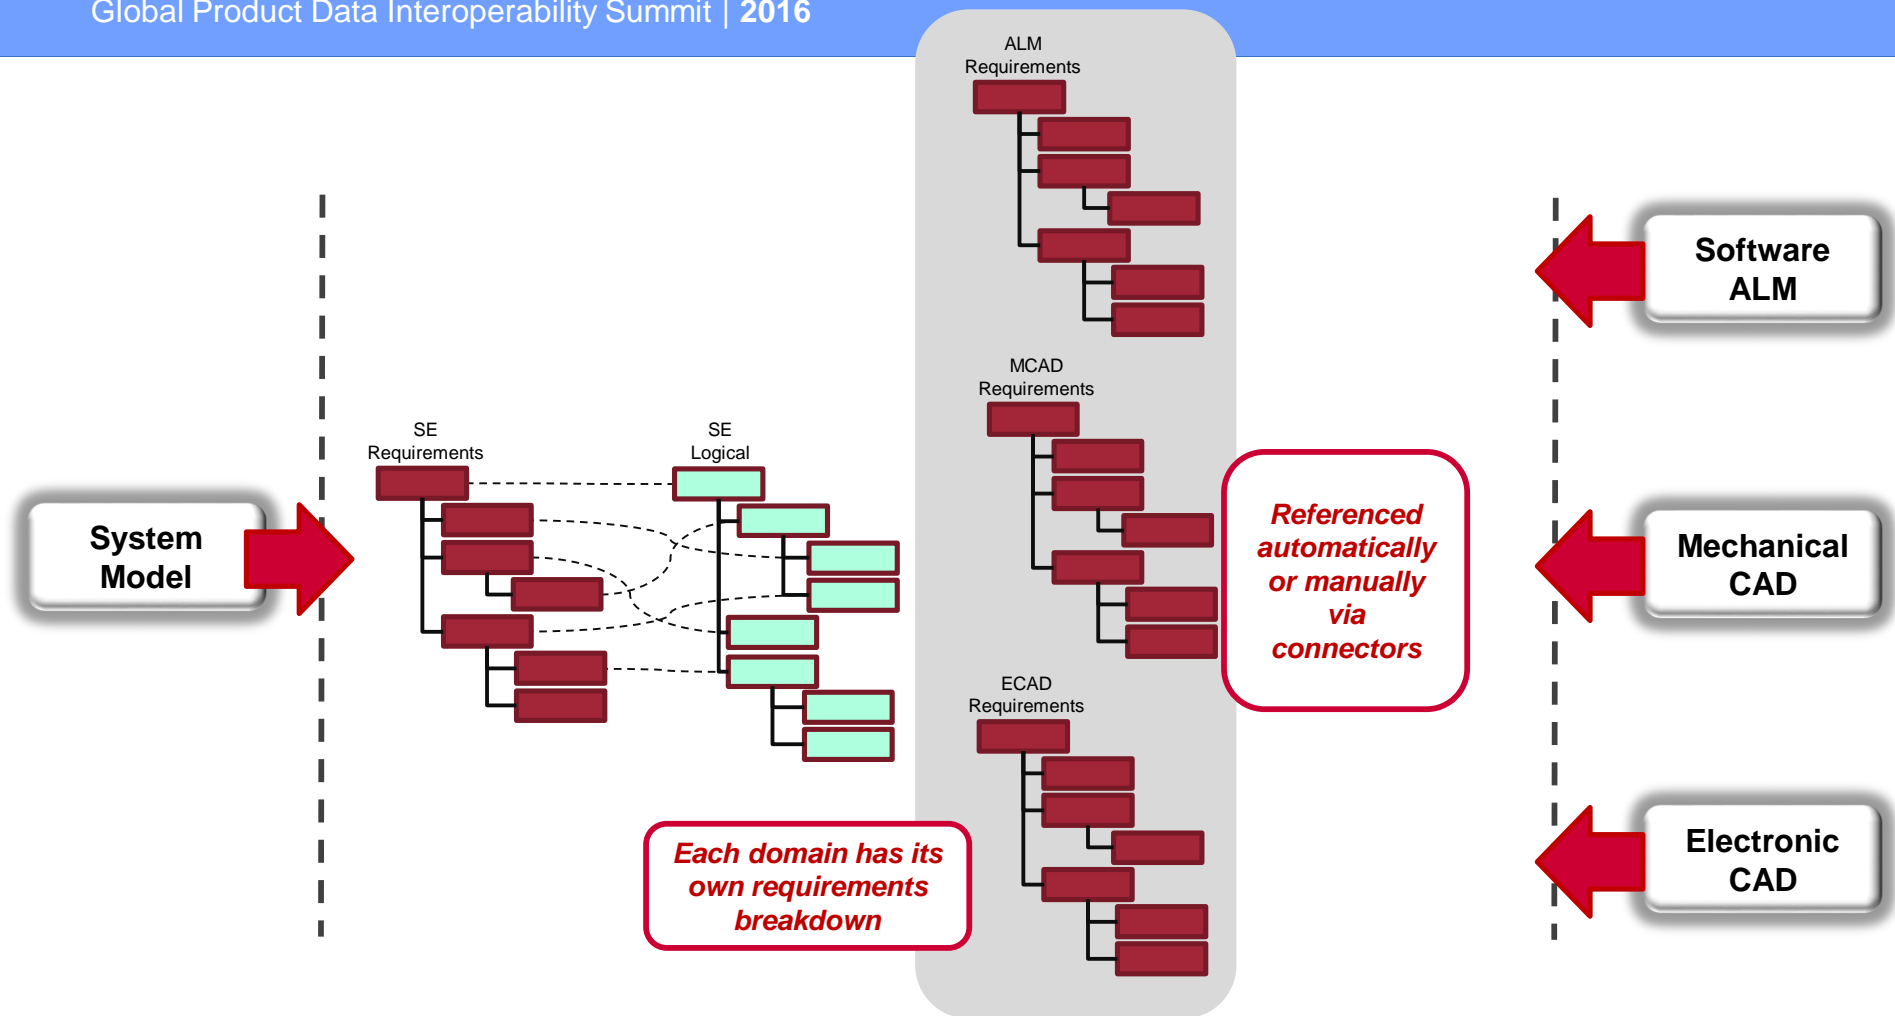 Global Product Data Interoperability Summit | 2016
ALM
Requirements
MCAD
Requirements
ECAD
Requirements
SE
Requirements
SE
Logical
System
Model
Software
ALM
Mechanical
CAD
Electronic
CAD
Referenced
automatically
or manually
via
connectors
Each domain has its
own requirements
breakdown